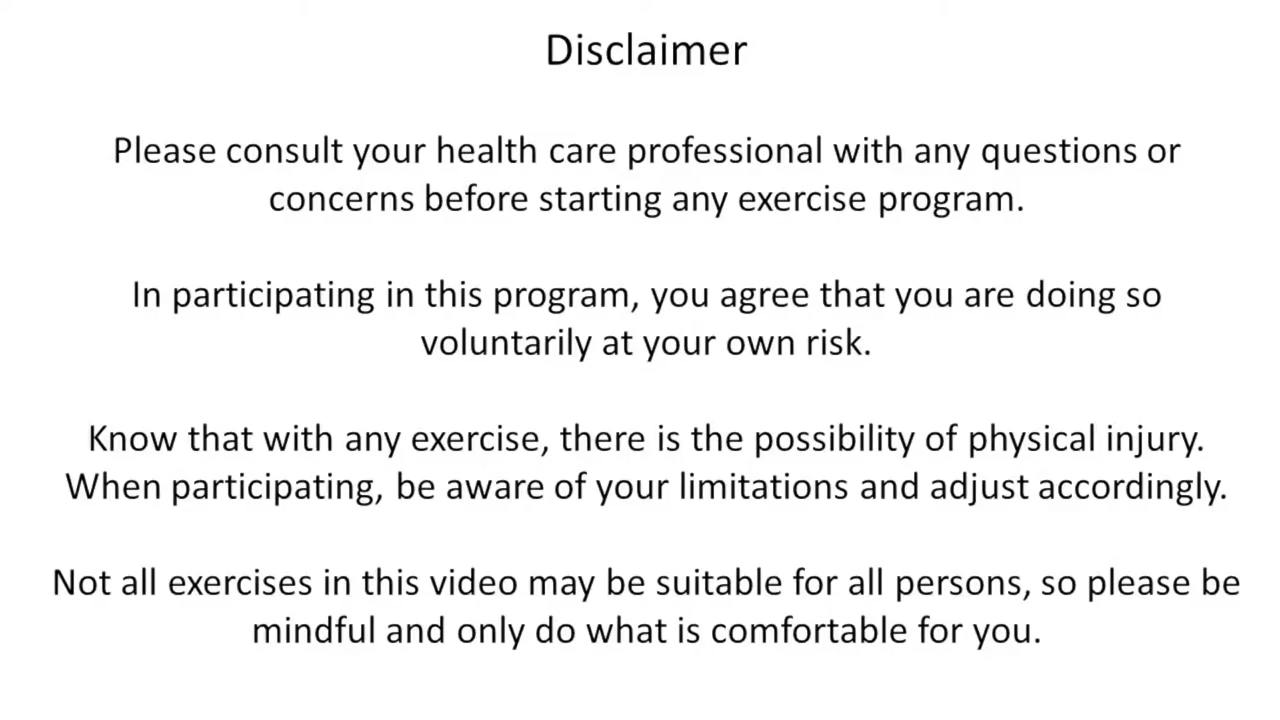 Disclaimer
Please consult your health care professional with any questions or
concerns before starting any exercise program.
In participating in this program, you agree that you are doing so
voluntarily at your own risk.
Know that with any exercise, there is the possibility of physical injury.
When participating, be aware of your limitations and adjust accordingly.
Not all exercises in this video may be suitable for all persons, so please be
mindful and only do what is comfortable for you.